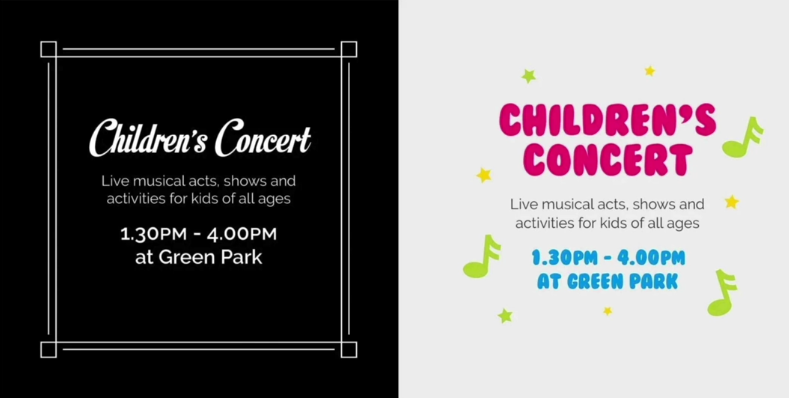 Children's Concert
Live musical acts, shows and
activities for kids of all ages
1.30PM - 4.00PM
at Green Park
CHILDREN'S
CONCERT
Live musical acts, shows and
activities for kids of all ages
1.30PM - 4.00PM
AT GREEN PARK